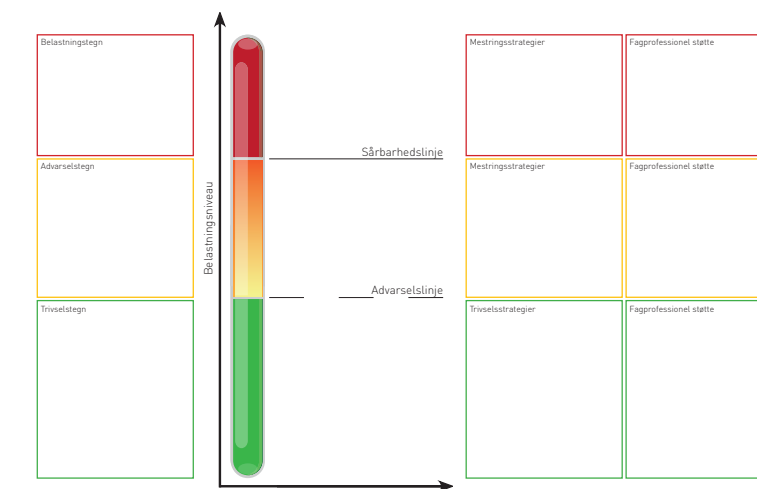 Belastningstegn
Mestringsstrategier
Fagprofessionel støtte
Sårbarhedslinje
Advarselstegn
Mestringsstrategier
Fagprofessionel støtte
Belastningsniveau
Advarselslinje
Trivselstegn
Trivselsstrategier
Fagprofessionel støtte